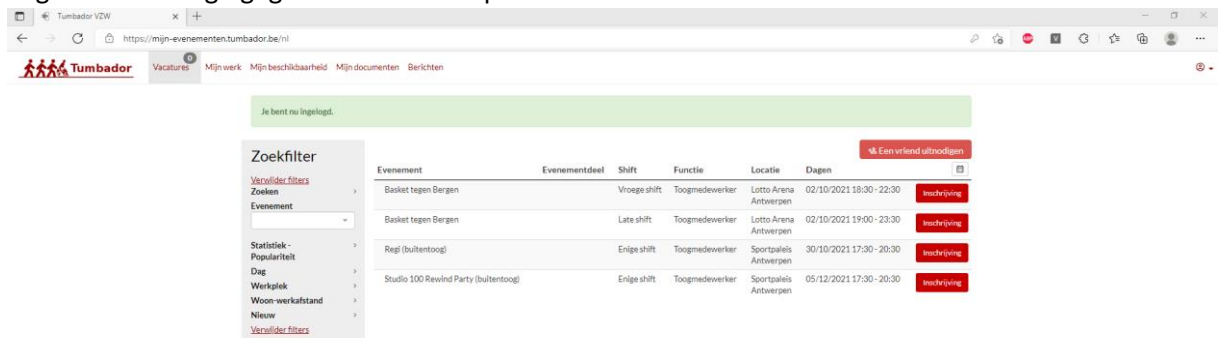 Tumbador VZW
https://mijn-evenementen.tumbador.be/nl
Tumbador Vacatures 0 Mijn werk Mijn beschikbaarheid Mijn documenten Berichten
Je bent nu ingelogd.
Een vriend uitnodigen
Zoekfilter
Verwijder filters
Zoeken
Evenement
Statistiek -
Populariteit
Dag
Werkplek
Woon-werkafstand
Nieuw
Verwijder filters
Evenement Evenementdeel Shift Functie Locatie Dagen
Basket tegen Bergen Vroege shift Toogmedewerker Lotto Arena 02/10/2021 18:30 - 22:30 Inschrijving
Antwerpen
Basket tegen Bergen Late shift Toogmedewerker Lotto Arena 02/10/2021 19:00 - 23:30 Inschrijving
Antwerpen
Regi (buitentoog) Enige shift Toogmedewerker Sportpaleis 30/10/2021 17:30 - 20:30 Inschrijving
Antwerpen
Studio 100 Rewind Party (buitentoog) Enige shift Toogmedewerker Sportpaleis 05/12/2021 17:30 - 20:30 Inschrijving
Antwerpen